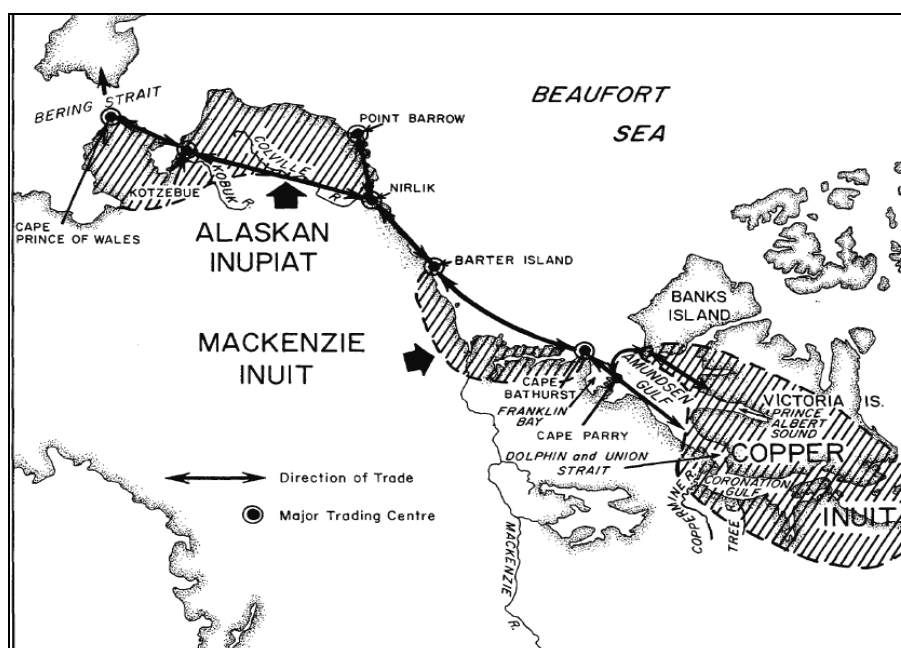 BERING STRAIT
BEAUFORT
SEA
POINT BARROW
COLVILLE
R.
KOTZEBUE
KOBUK
R.
NIRLIK
CAPE
PRINCE OF WALES
ALASKAN
INUPIAT
BARTER ISLAND
BANKS
ISLAND
MACKENZIE
INUIT
AMUNDSEN
GULF
CAPE
BATHURST
FRANKLIN
BAY
VICTORIA IS.
PRINCE
ALBERT
SOUND
CAPE PARRY
DOLPHIN and UNION
STRAIT
COPPER
CORONATION
GULF
INUIT
COPPERMINE R.
TREE R.
Direction of Trade
Major Trading Centre
MACKENZIE
R.